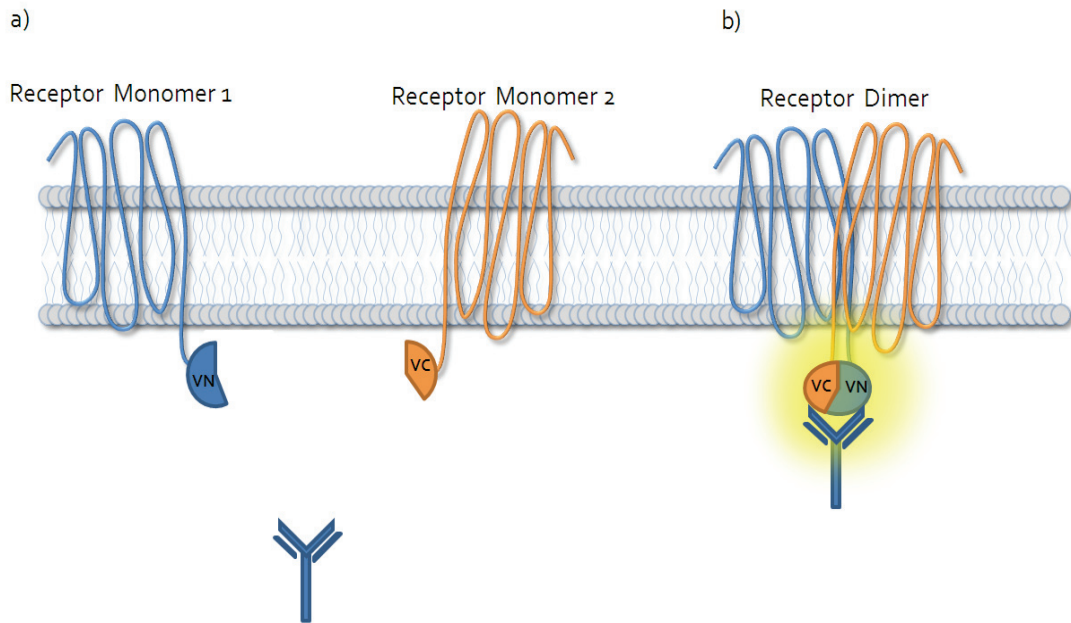 a)
b)
Receptor Monomer 1
Receptor Monomer 2
Receptor Dimer
VN
VC
VC
VN